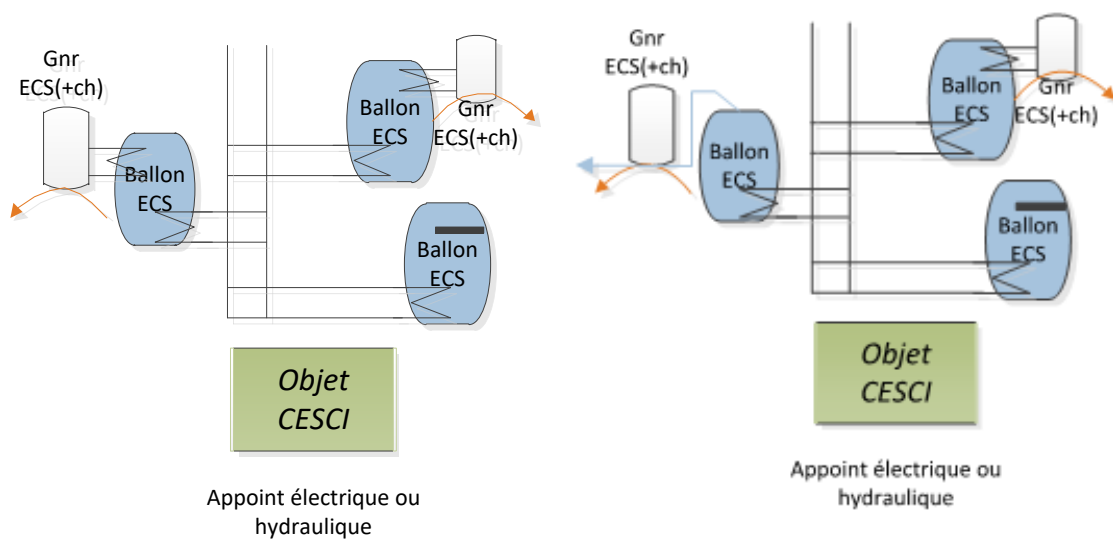 Gnr
ECS(+ch)
Ballon
ECS
Ballon
ECS
Gnr
ECS(+ch)
Ballon
ECS
Objet
CESCI
Appoint électrique ou
hydraulique
Gnr
ECS(+ch)
Ballon
ECS
Ballon
ECS
Gnr
ECS(+ch)
Ballon
ECS
Objet
CESCI
Appoint électrique ou
hydraulique